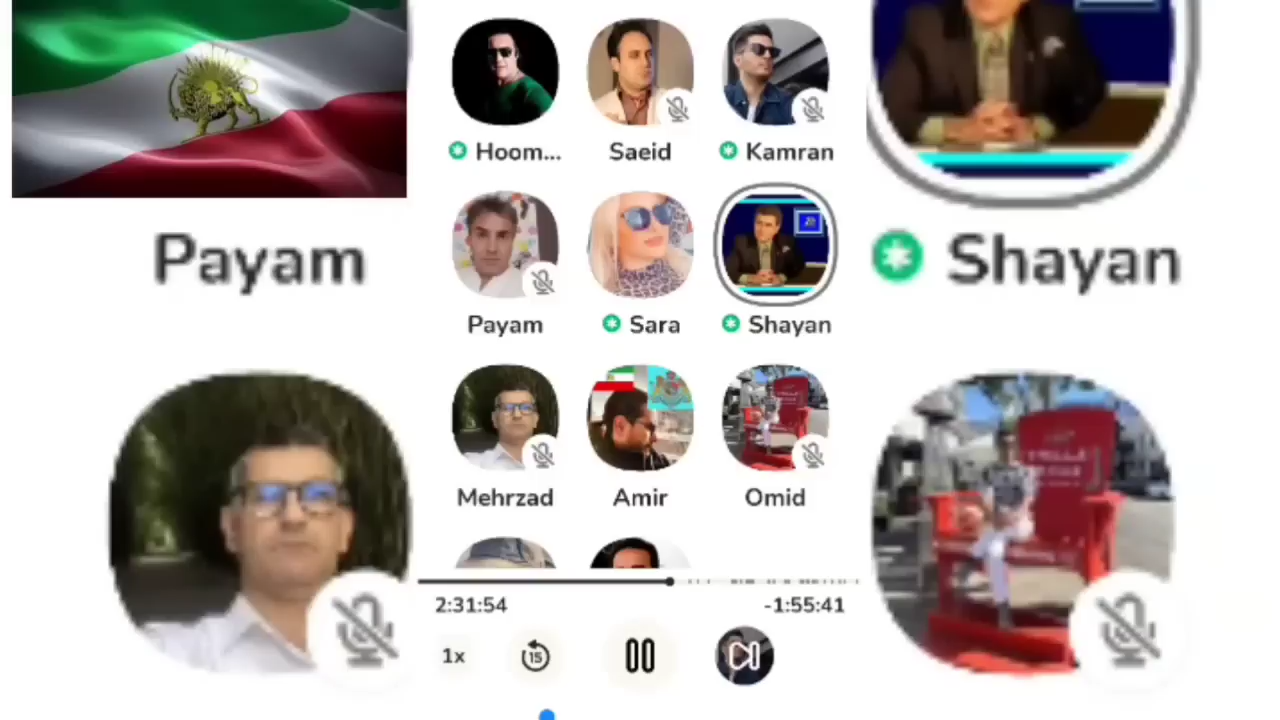 Hoom...
Saeid
Kamran
Payam
Sara
Shayan
Payam
Shayan
Mehrzad
Amir
Omid
2:31:54
-1:55:41
1x
15